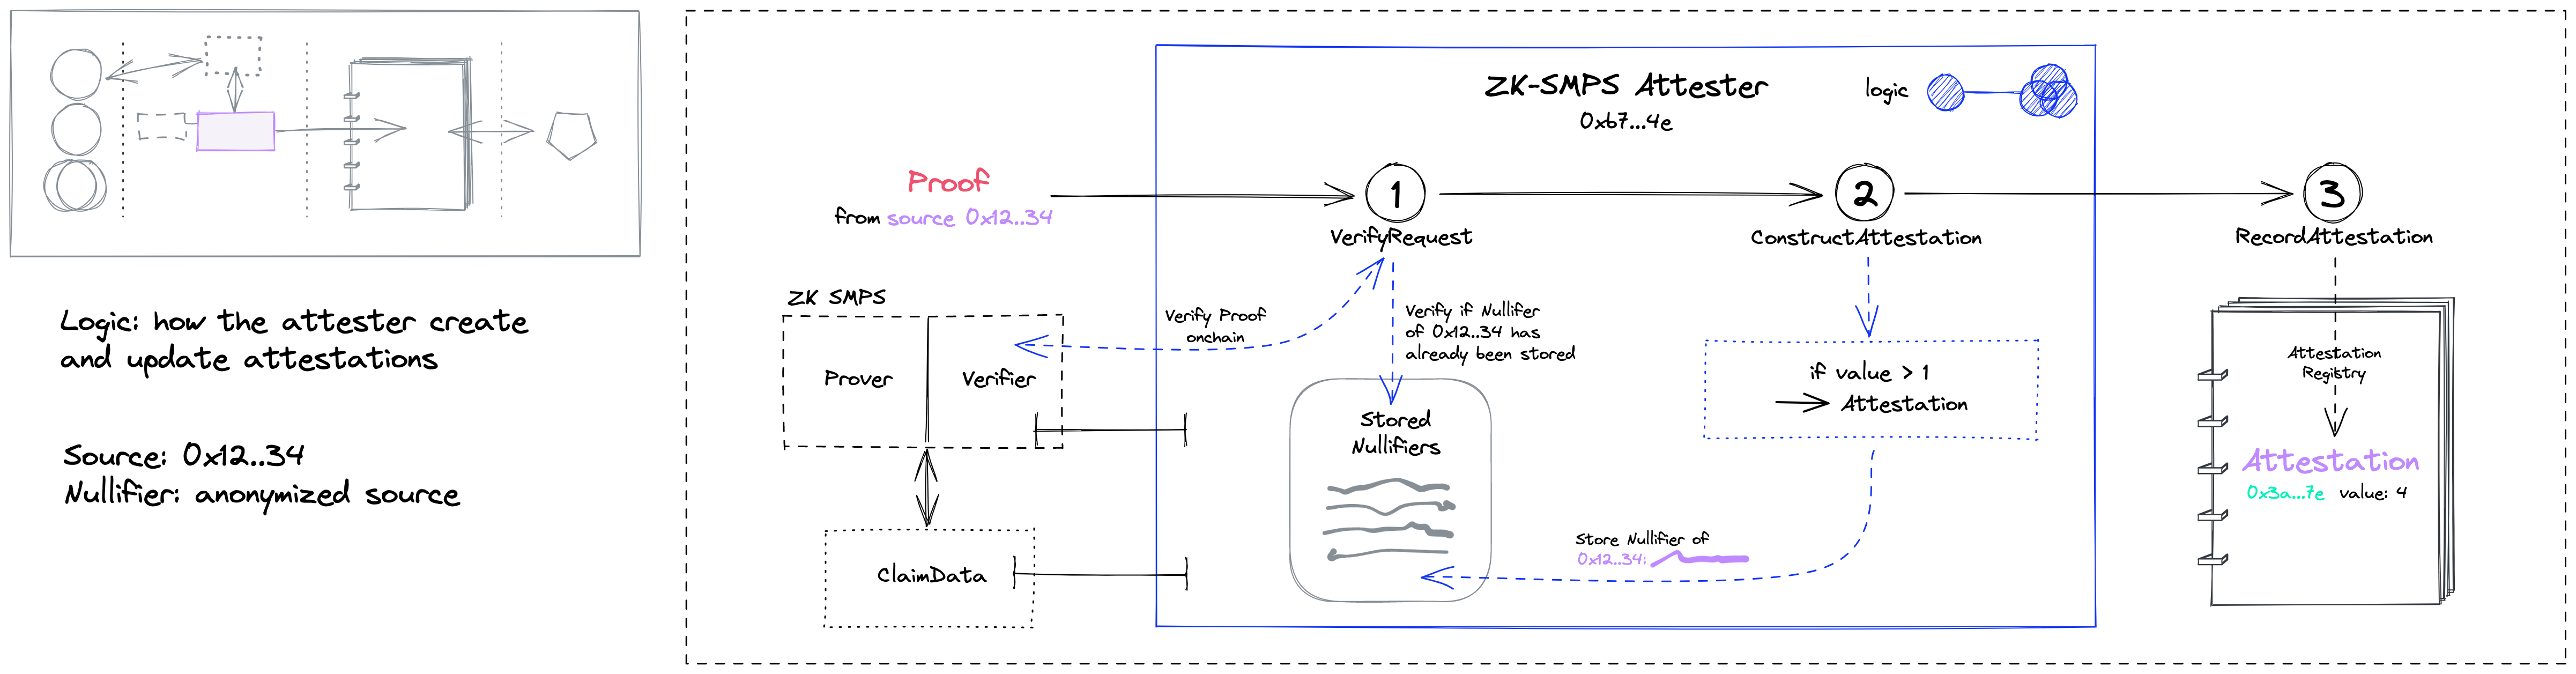 Logic: how the attester create
and update attestations
Source: 0x12..34
Nullifier: anonymized source
ZK-SMPS Attester
0xb7...4e
logic
Proof
from source 0x12..34
1
VerifyRequest
2
ConstructAttestation
3
RecordAttestation
ZK SMPS
Prover
Verifier
ClaimData
Verify Proof
onchain
Verify if Nullifer
of 0x12..34 has
already been stored
Stored
Nullifiers
if value > 1
Attestation
Store Nullifier of
0x12..34:
Attestation
Registry
Attestation
0x3a...7e value: 4